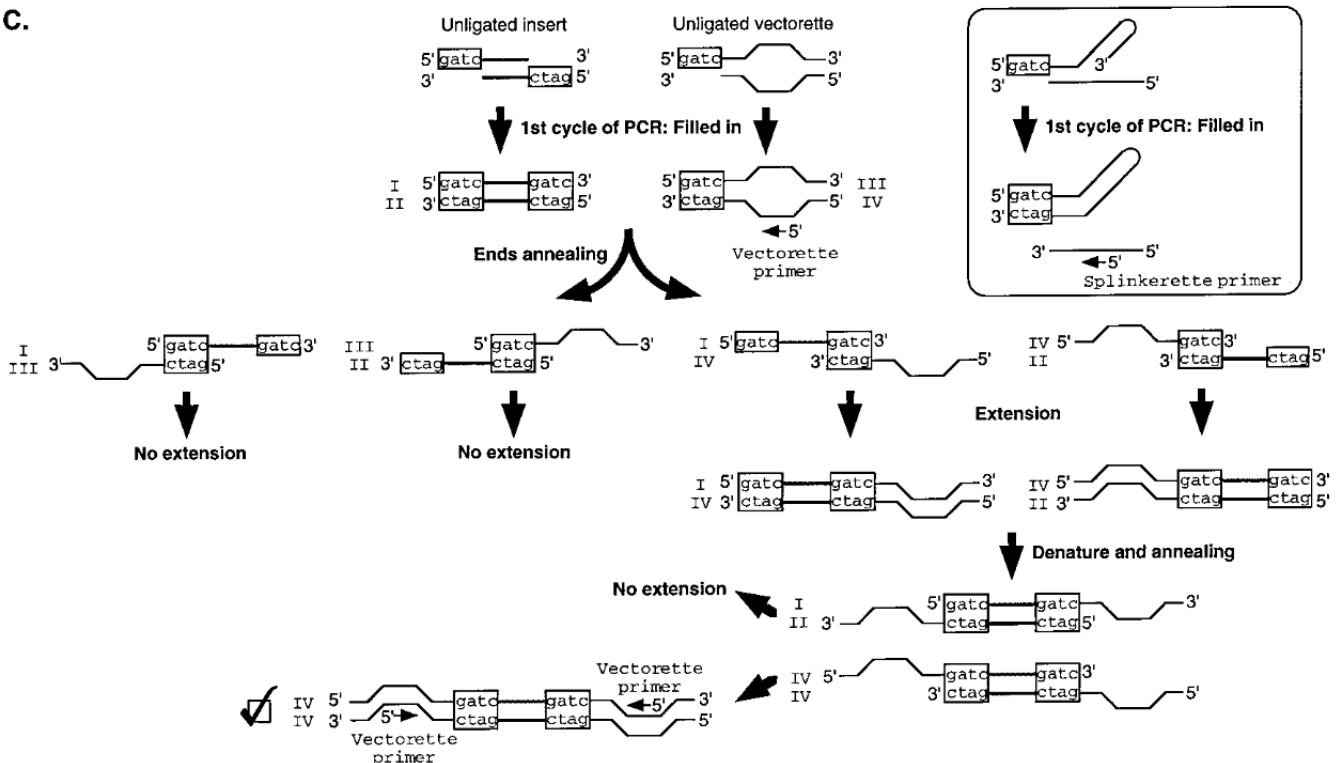 C.
Unligated insert
Unligated vectorette
5' gatc 3'
3' ctag 5'
5' gatc 3'
3' 5'
5' gatc 3'
3' 5'
1st cycle of PCR: Filled in
1st cycle of PCR: Filled in
I 5' gatc gatc 3'
II 3' ctag ctag 5'
5' gatc 3' III
3' ctag 5' IV
5'
Vectorette
primer
5' gatc
3' ctag
3' 5'
5'
Splinkerette primer
Ends annealing
I 5' gatc gatc 3'
III 3' ctag 5'
III 5' gatc 3'
II 3' ctag ctag 5'
I 5' gatc gatc 3'
IV 3' ctag 5'
IV 5' gatc 3'
II 3' ctag ctag 5'
No extension
No extension
Extension
I 5' gatc gatc 3'
IV 3' ctag ctag 5'
IV 5' gatc gatc 3'
II 3' ctag ctag 5'
Denature and annealing
No extension
I 5' gatc gatc 3'
II 3' ctag ctag 5'
IV 5' gatc gatc 3'
IV 3' ctag ctag 5'
Vectorette
primer
IV 5' gatc gatc 5' 3'
IV 3' 5' ctag ctag 5'
Vectorette
primer